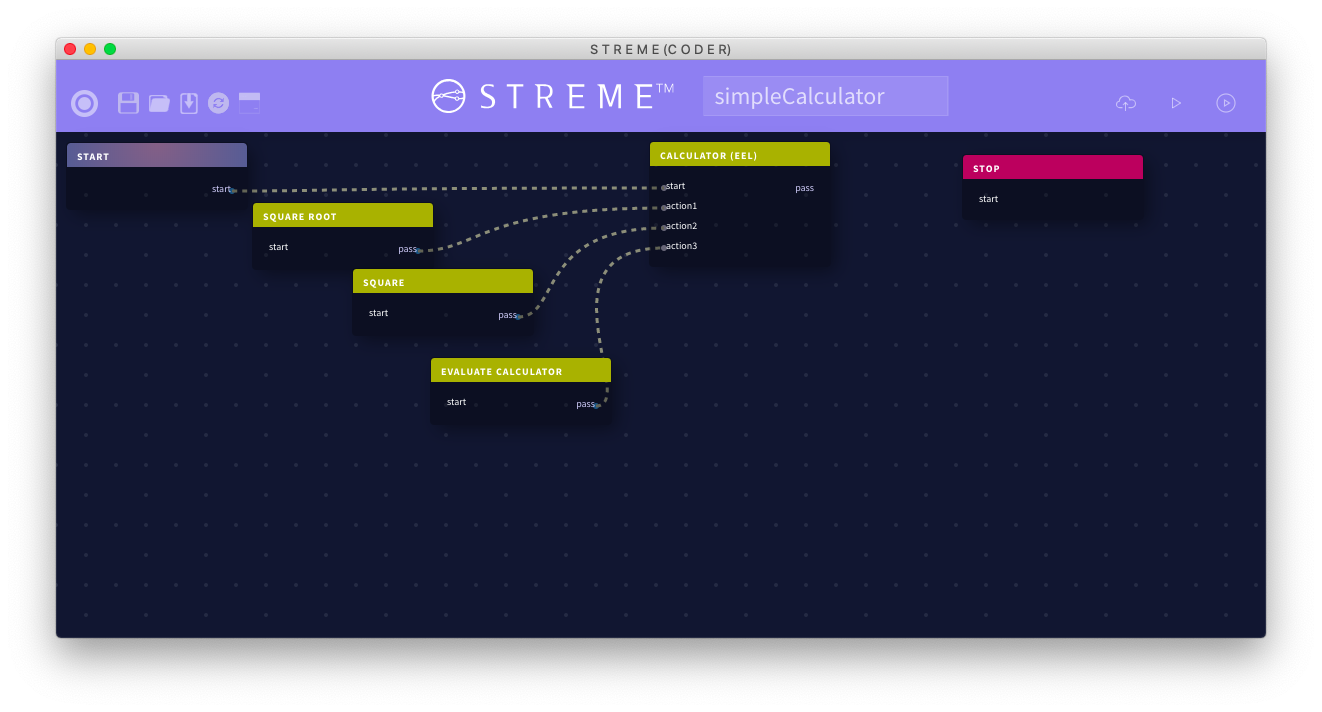 STREME(CODER)
STREME™
simpleCalculator
START
start
SQUARE ROOT
start pass
SQUARE
start pass
EVALUATE CALCULATOR
start pass
CALCULATOR (EEL)
start pass
action1
action2
action3
STOP
start